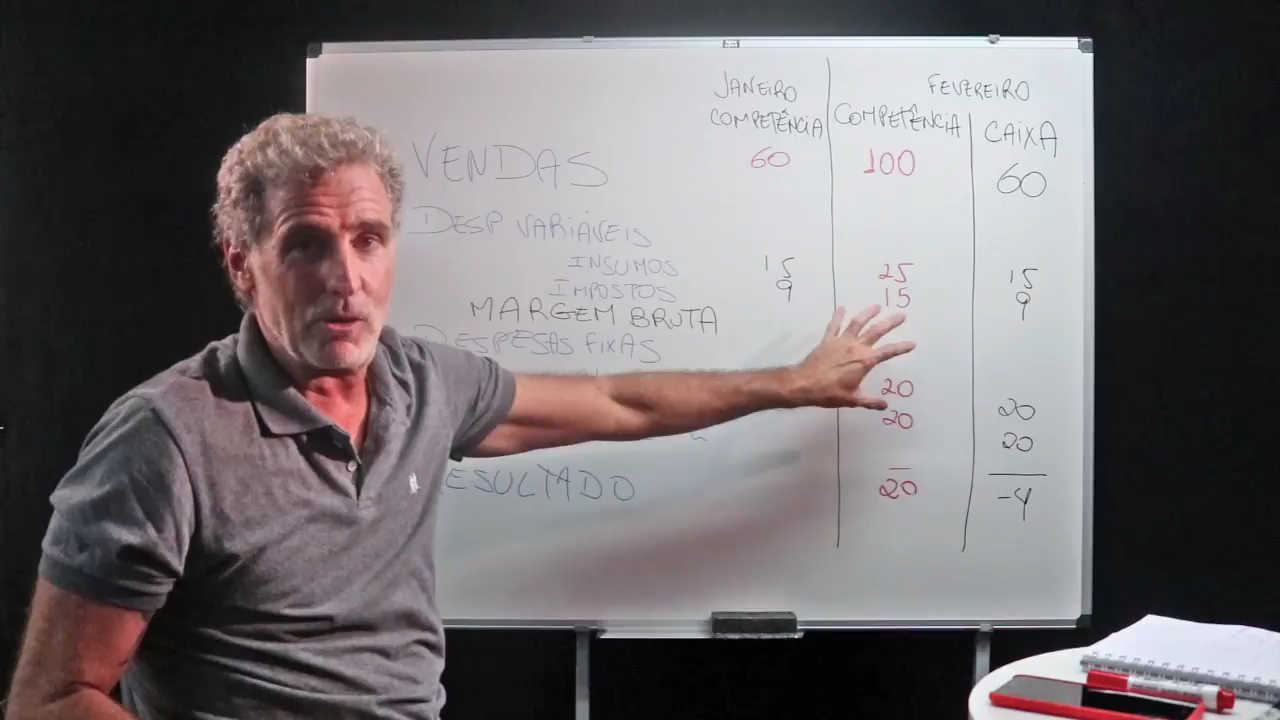 JANEIRO FEVEREIRO
COMPETÊNCIA COMPETÊNCIA CAIXA
VENDAS 60 100 60
DESP VARIÁVEIS
INSUMOS 15 25 15
IMPOSTOS 9 15 9
MARGEM BRUTA
DESPESAS FIXAS
20 20
20 20
ESULTADO 20 -4